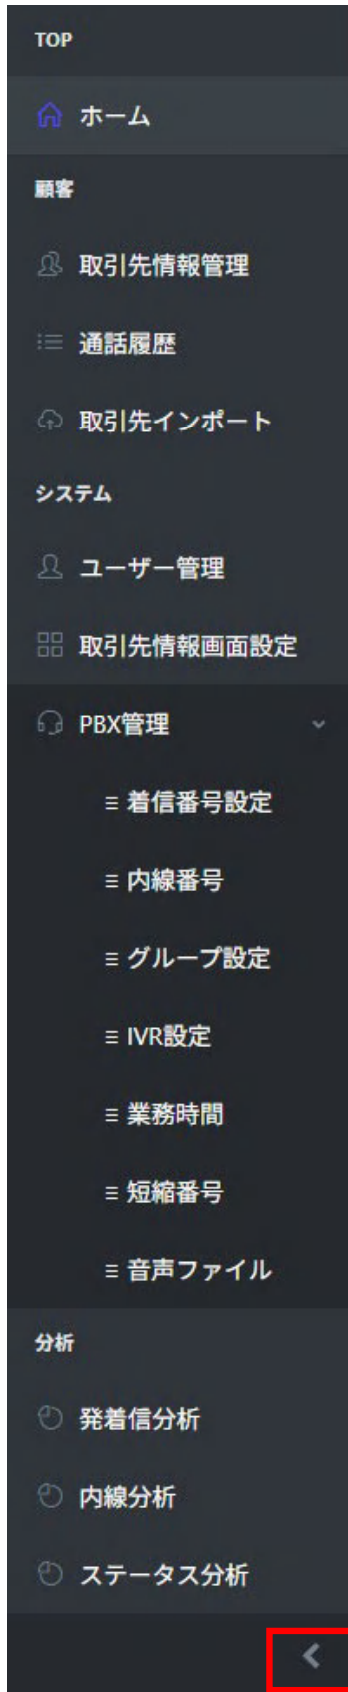 TOP
ホーム
顧客
取引先情報管理
通話履歴
取引先インポート
システム
ユーザー管理
取引先情報画面設定
PBX管理
着信番号設定
内線番号
グループ設定
IVR設定
業務時間
短縮番号
音声ファイル
分析
発着信分析
内線分析
ステータス分析